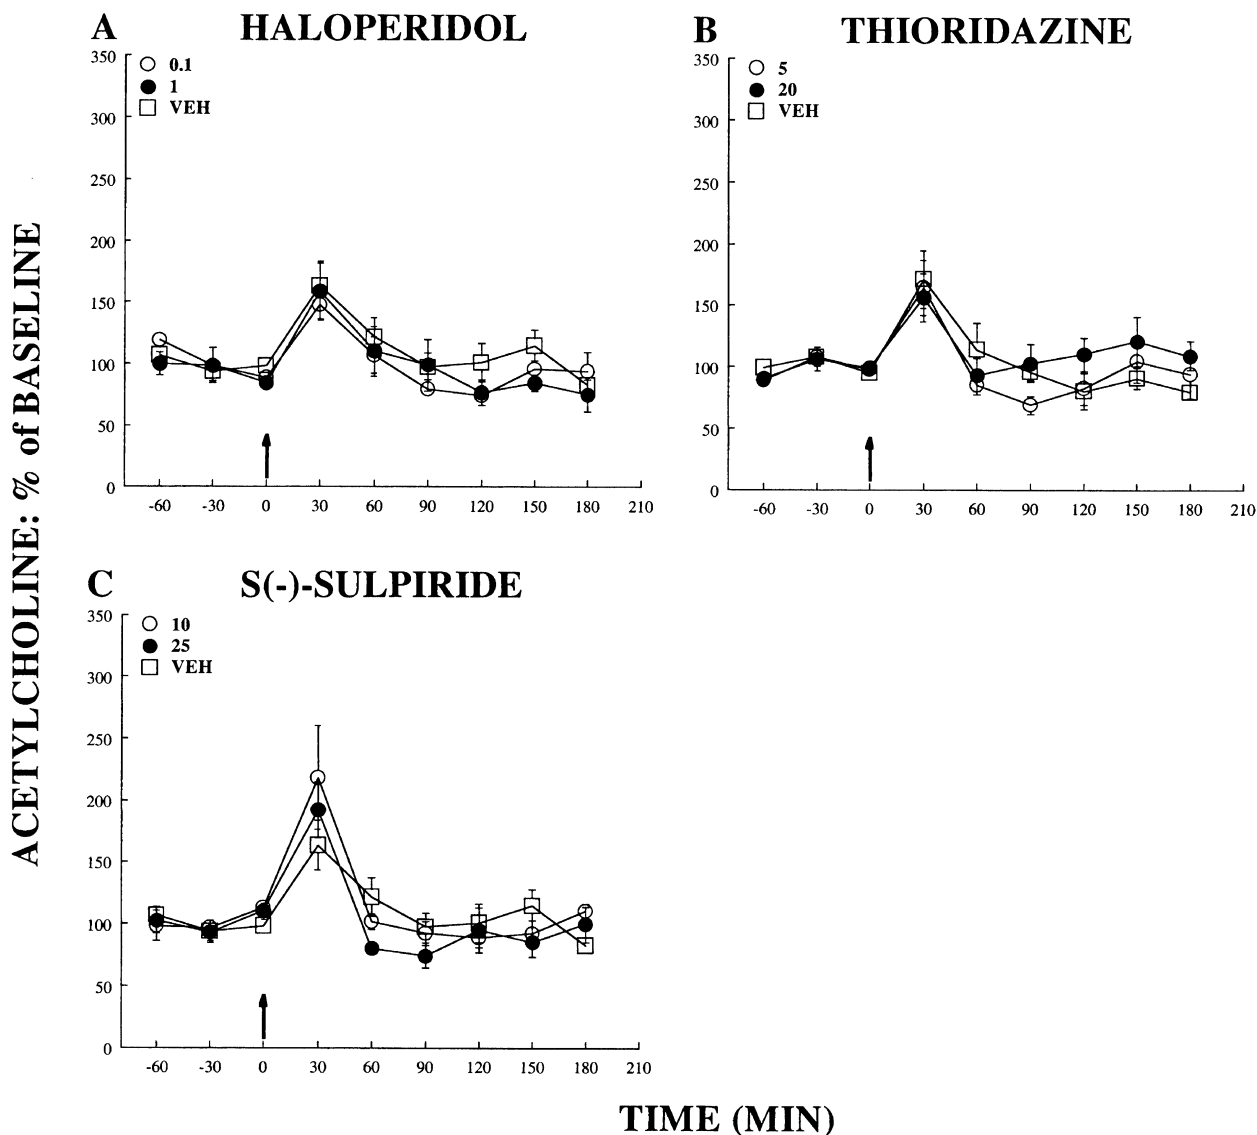 A HALOPERIDOL
350
300
250
200
150
100
50
0
0.1
1
VEH
-60 -30 0 30 60 90 120 150 180 210
B THIORIDAZINE
350
300
250
200
150
100
50
0
5
20
VEH
-60 -30 0 30 60 90 120 150 180 210
ACETYLCHOLINE: % of BASELINE
C S(-)-SULPIRIDE
350
300
250
200
150
100
50
0
10
25
VEH
-60 -30 0 30 60 90 120 150 180 210
TIME (MIN)